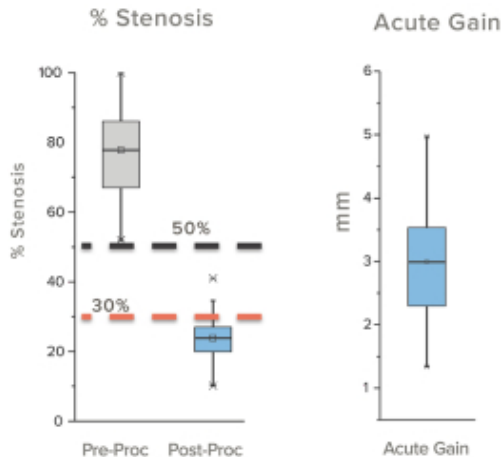 % Stenosis
% Stenosis
100
80
60
40
20
0
50%
30%
Pre-Proc
Post-Proc
Acute Gain
mm
6
5
4
3
2
1
Acute Gain